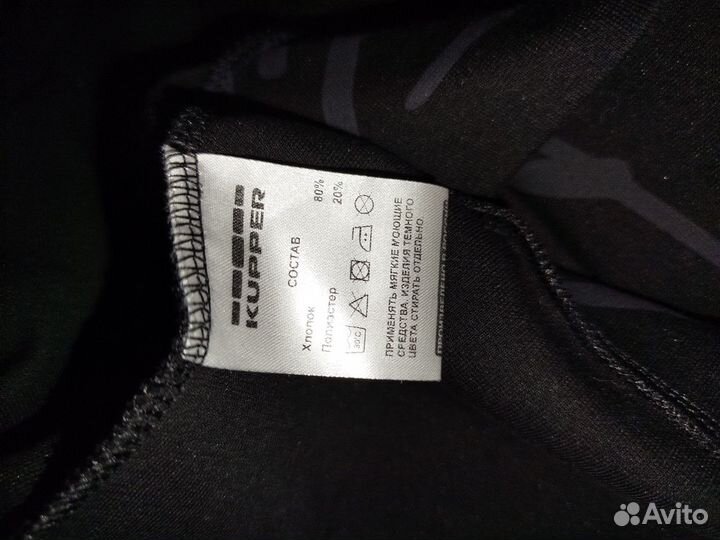 KUPPER
СОСТАВ
Хлопок 80%
Полиэстер 20%
30°C
ПРИМЕНЯТЬ МЯГКИЕ МОЮЩИЕ
СРЕДСТВА. ИЗДЕЛИЯ ТЕМНОГО
ЦВЕТА СТИРАТЬ ОТДЕЛЬНО
Avito